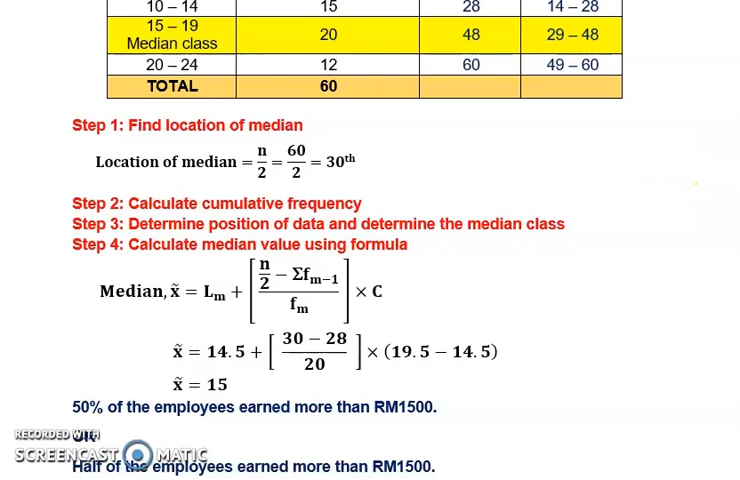 10 – 14 15 28 14 – 28
15 – 19
Median class 20 48 29 – 48
20 – 24 12 60 49 – 60
TOTAL 60
Step 1: Find location of median
Location of median = n/2 = 60/2 = 30th
Step 2: Calculate cumulative frequency
Step 3: Determine position of data and determine the median class
Step 4: Calculate median value using formula
Median, x̃ = Lm + [ (n/2 − Σfm−1) / fm ] × C
x̃ = 14.5 + [ (30 − 28) / 20 ] × (19.5 − 14.5)
x̃ = 15
50% of the employees earned more than RM1500.
RECORDED WITH
OR
SCREENCAST MATIC
Half of the employees earned more than RM1500.